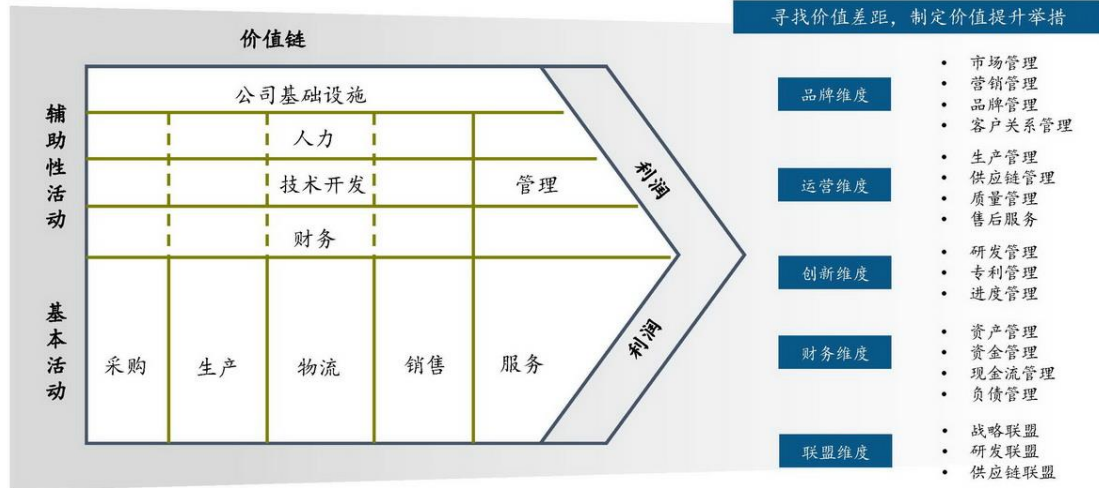 寻找价值差距，制定价值提升举措
价值链
辅助性活动
公司基础设施
人力
技术开发
管理
财务
基本活动
采购
生产
物流
销售
服务
利润
利润
品牌维度
• 市场管理
• 营销管理
• 品牌管理
• 客户关系管理
运营维度
• 生产管理
• 供应链管理
• 质量管理
• 售后服务
创新维度
• 研发管理
• 专利管理
• 进度管理
财务维度
• 资产管理
• 资金管理
• 现金流管理
• 负债管理
联盟维度
• 战略联盟
• 研发联盟
• 供应链联盟